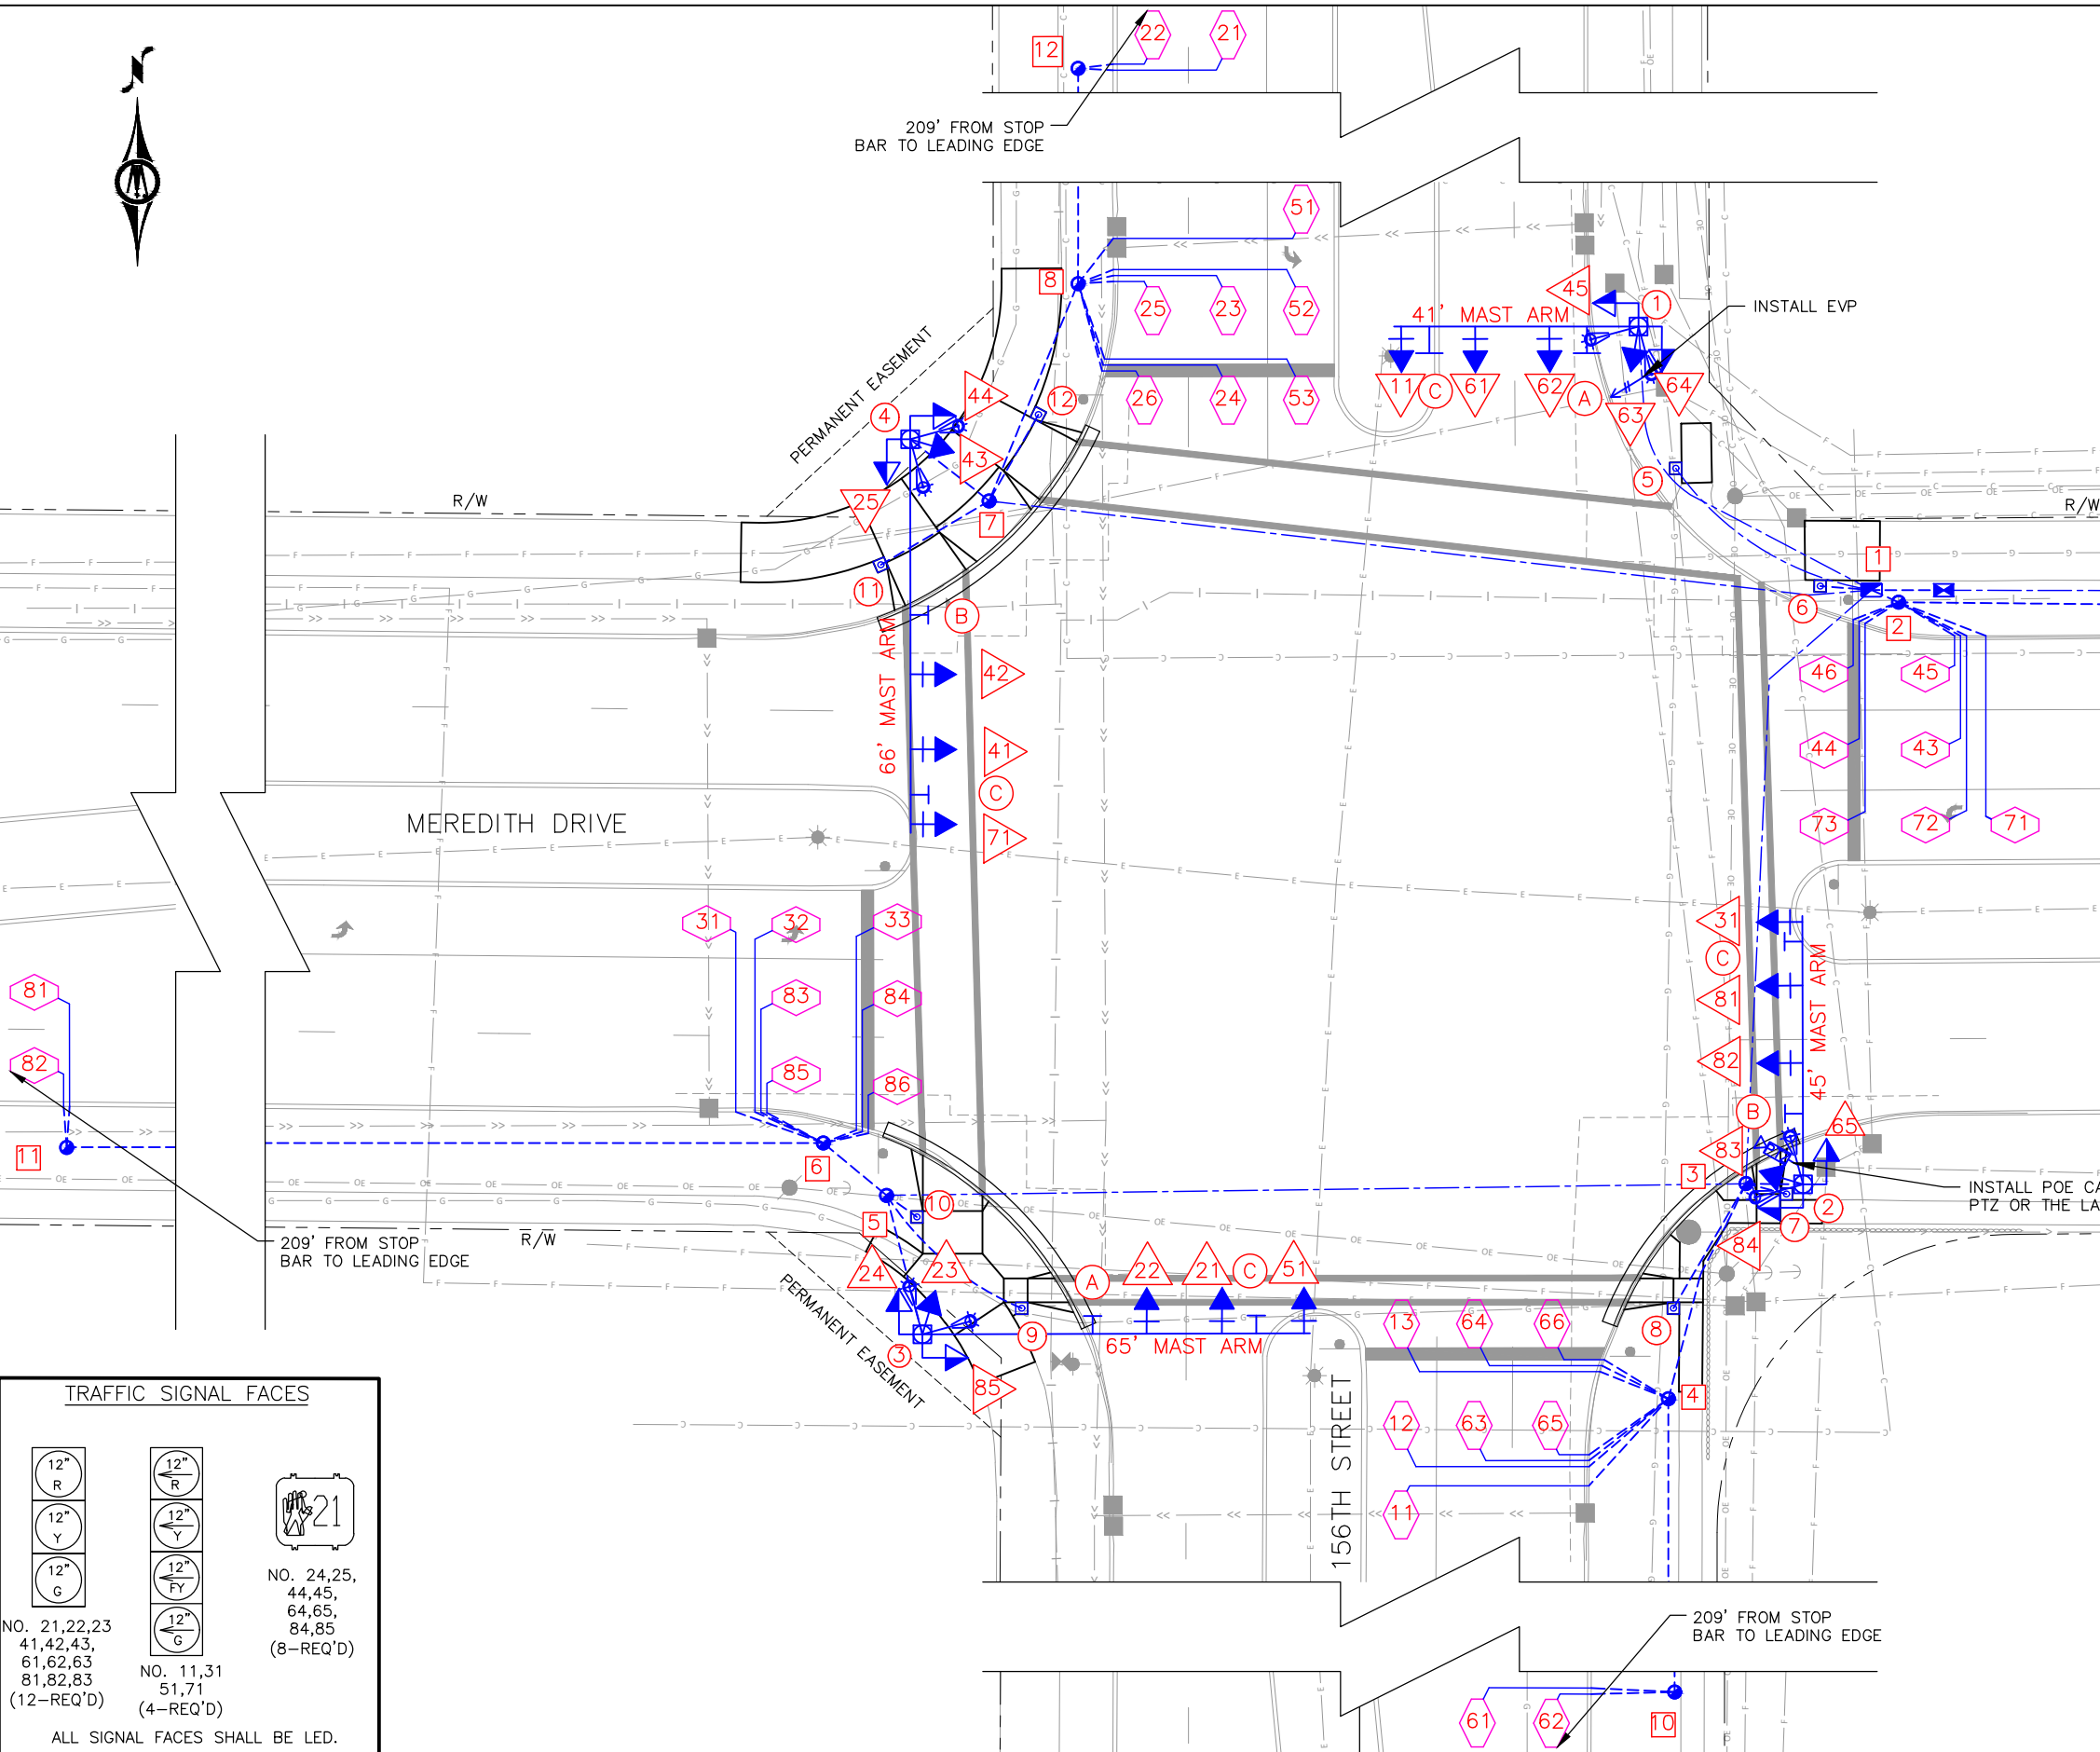 N
12
22
21
209' FROM STOP
BAR TO LEADING EDGE
51
8
25
23
52
45
1
41' MAST ARM
INSTALL EVP
PERMANENT EASEMENT
26
24
53
11
C
61
62
A
63
64
44
12
4
43
25
7
5
R/W
R/W
11
B
1
6
2
66' MAST ARM
42
41
C
71
46
45
44
43
73
72
71
MEREDITH DRIVE
31
32
33
81
83
84
82
85
86
31
C
81
82
45' MAST ARM
B
65
83
11
6
3
INSTALL POE CA
PTZ OR THE LA
2
7
84
10
5
R/W
209' FROM STOP
BAR TO LEADING EDGE
24
23
A
22
21
C
51
PERMANENT EASEMENT
3
9
65' MAST ARM
85
13
64
66
8
4
12
63
65
11
156TH STREET
TRAFFIC SIGNAL FACES
12" R
12" Y
12" G
12" R
12" Y
12" FY
12" G
21
NO. 21,22,23
41,42,43,
61,62,63
81,82,83
(12-REQ'D)
NO. 11,31
51,71
(4-REQ'D)
NO. 24,25,
44,45,
64,65,
84,85
(8-REQ'D)
ALL SIGNAL FACES SHALL BE LED.
209' FROM STOP
BAR TO LEADING EDGE
61
62
10